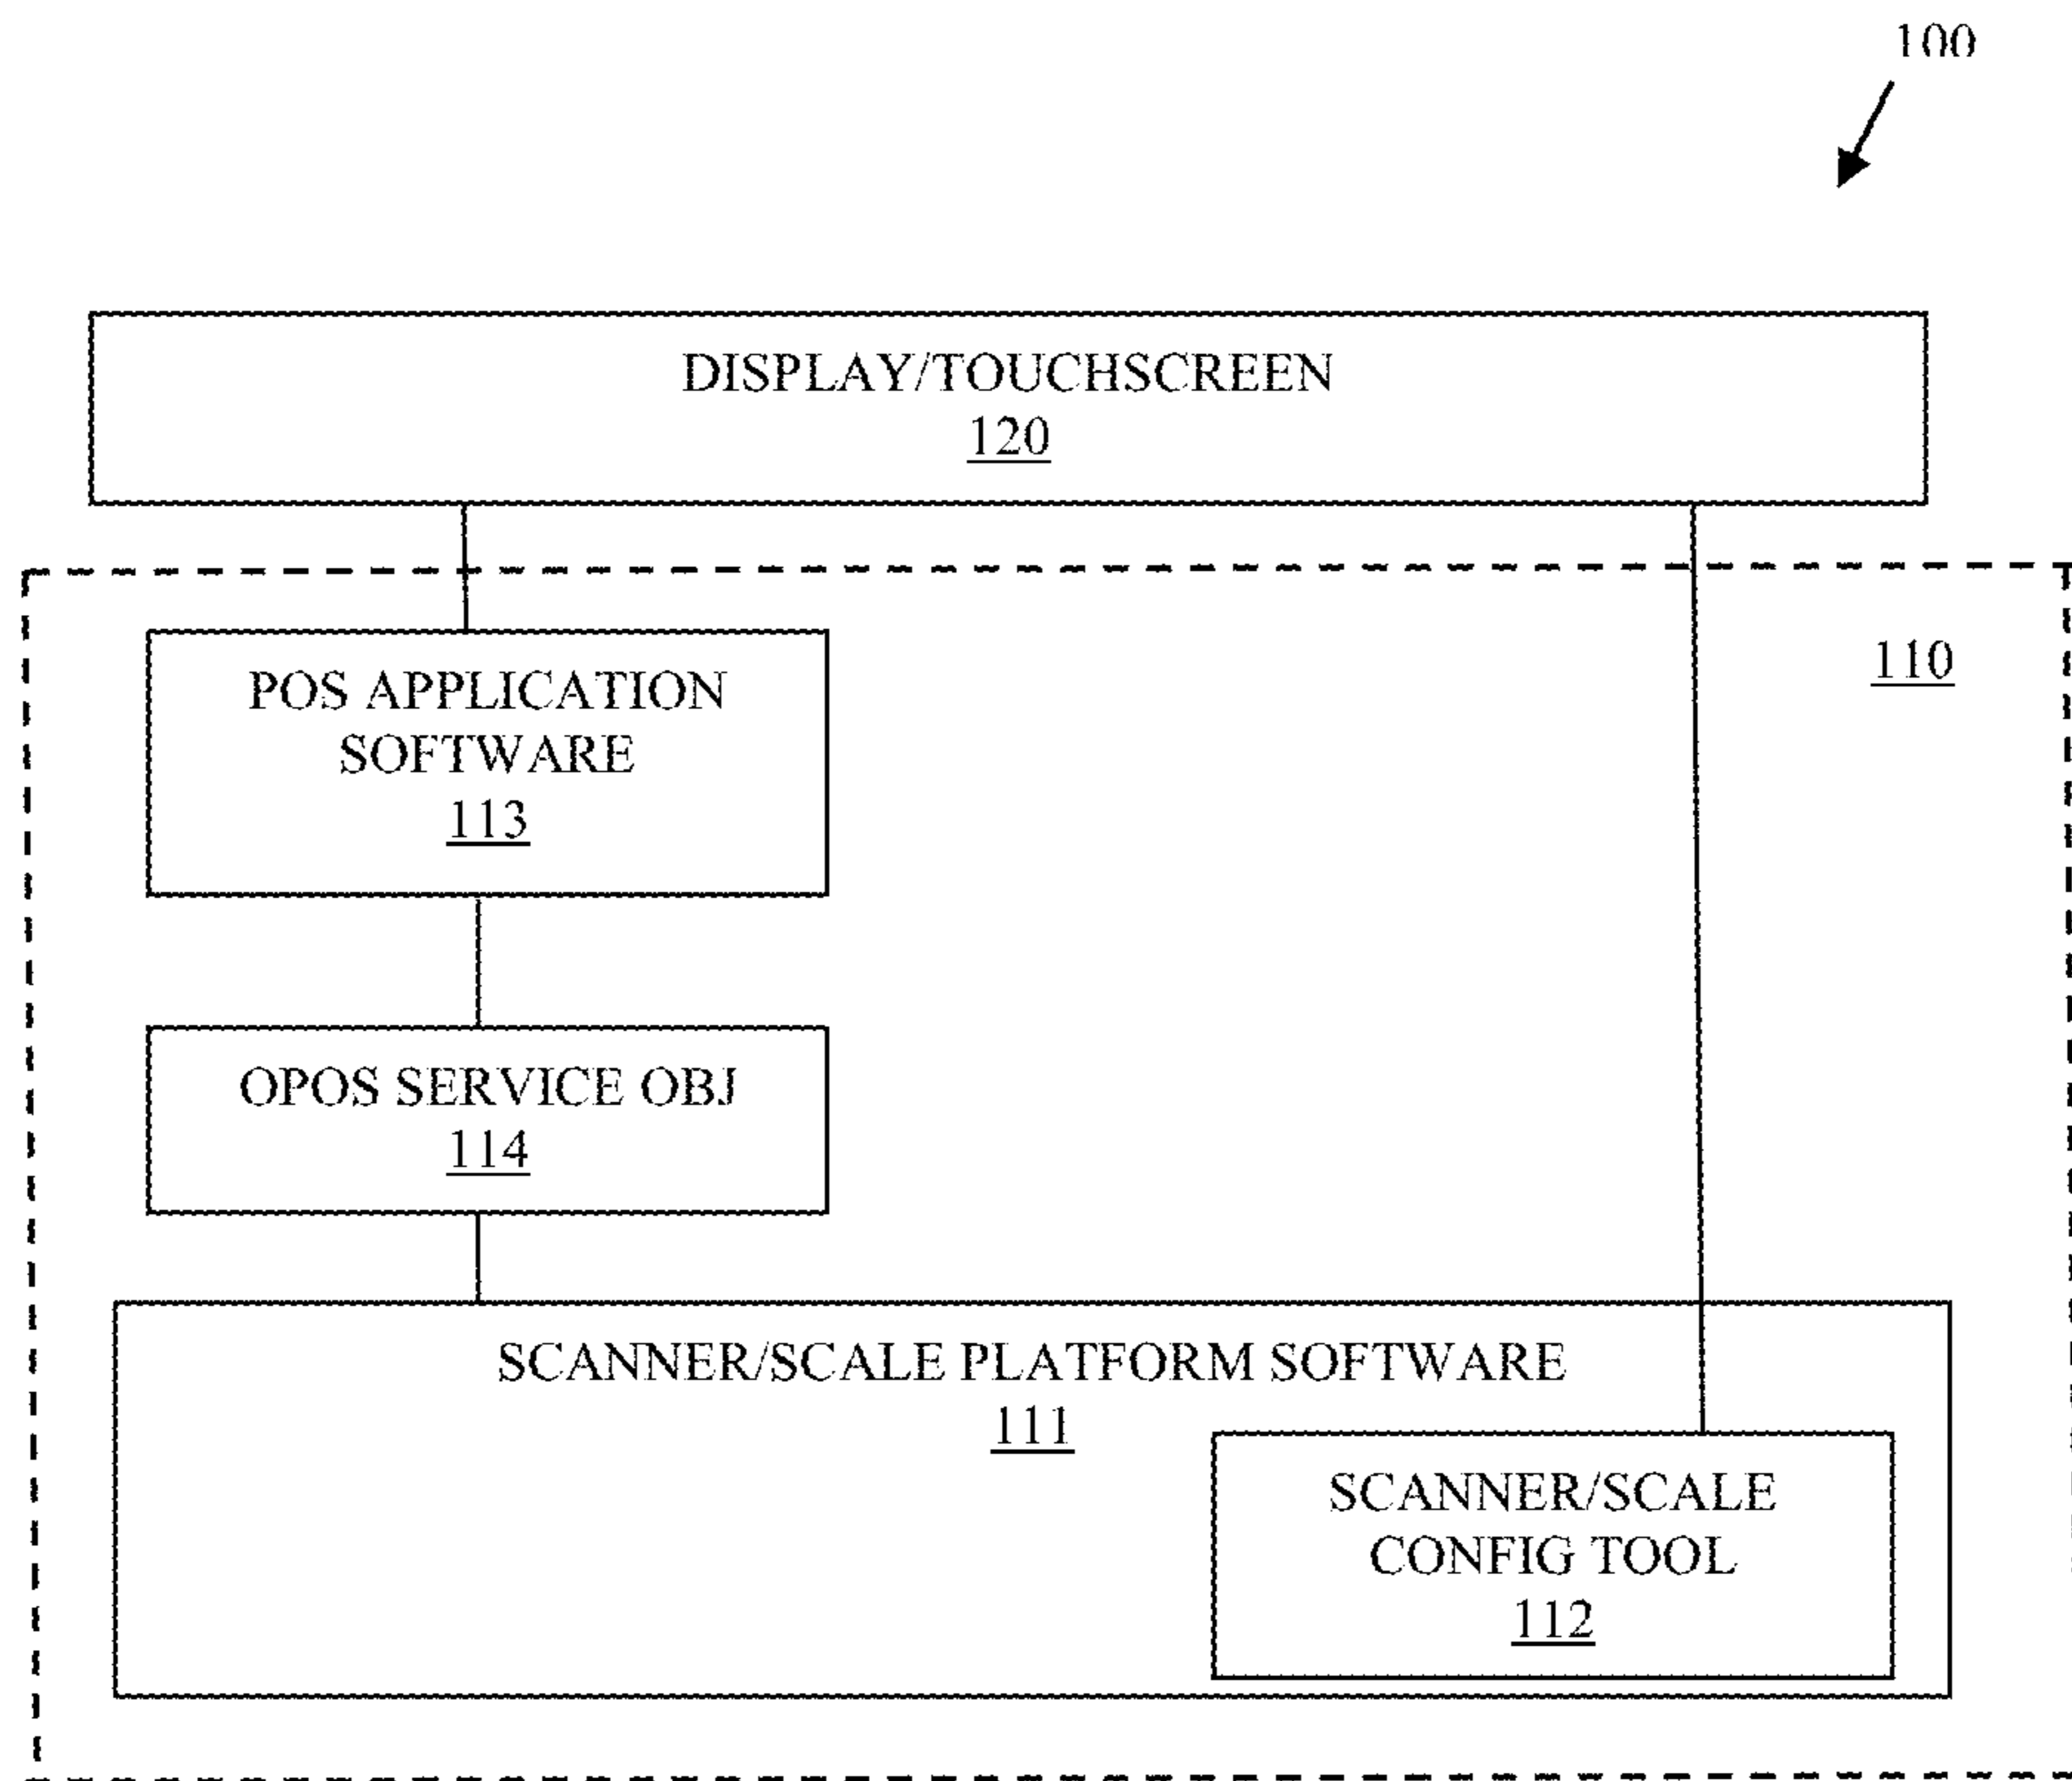 100
DISPLAY/TOUCHSCREEN
120
110
POS APPLICATION
SOFTWARE
113
OPOS SERVICE OBJ
114
SCANNER/SCALE PLATFORM SOFTWARE
111
SCANNER/SCALE
CONFIG TOOL
112